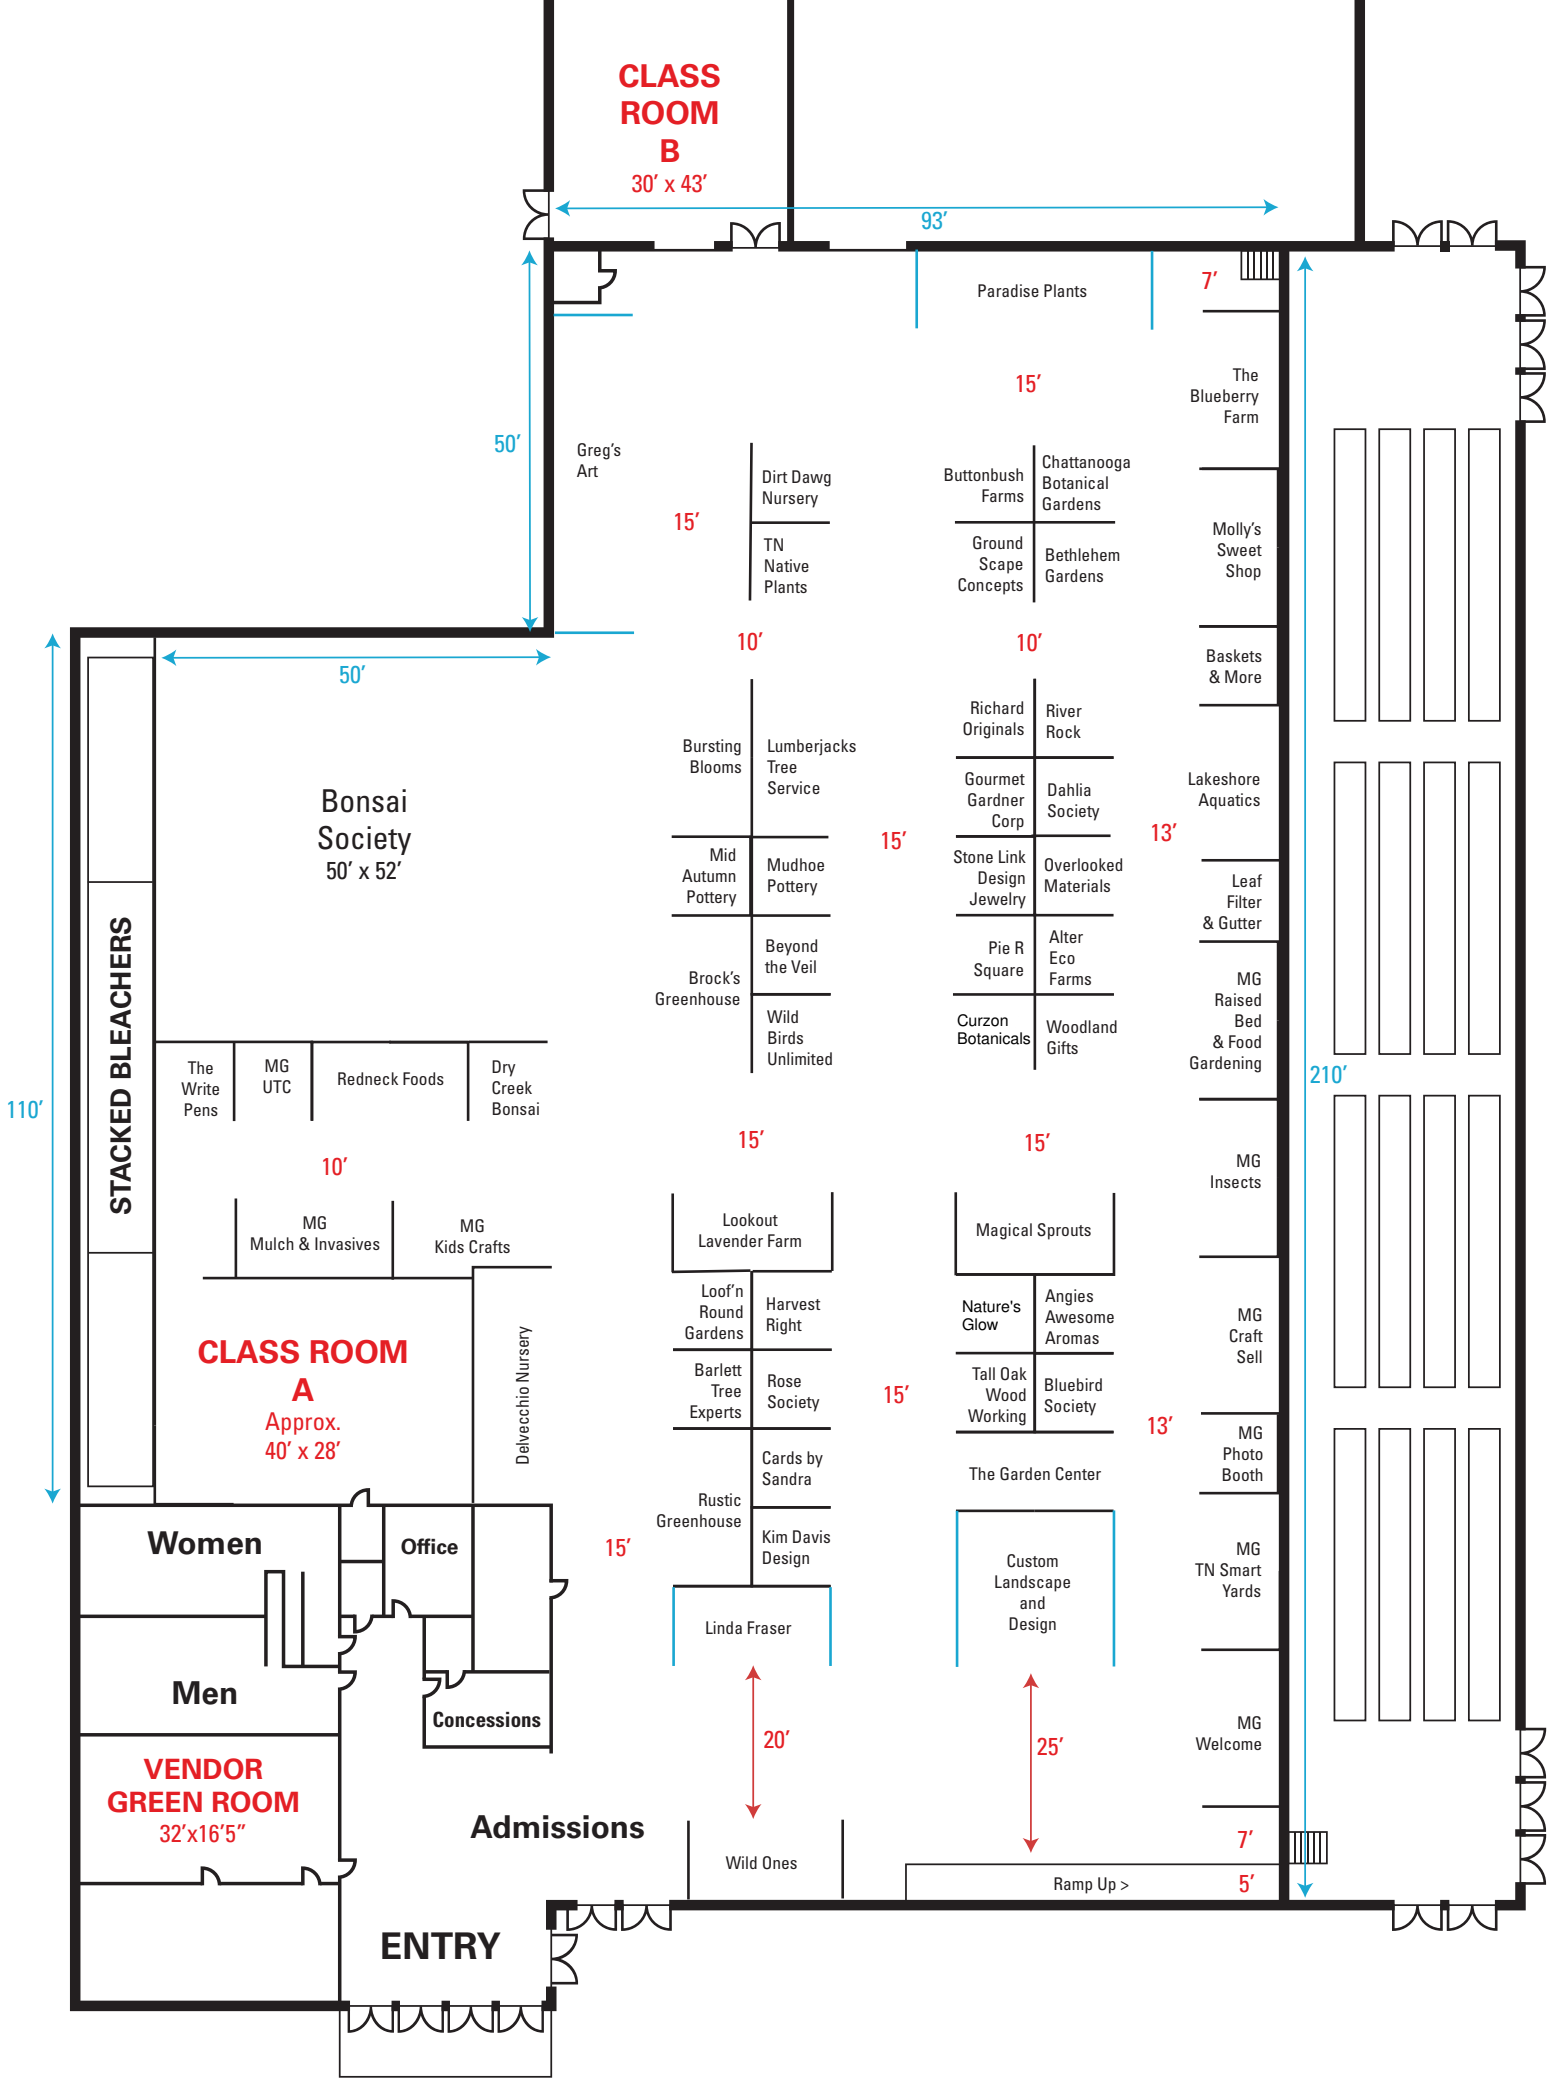 CLASS
ROOM
B
30′ x 43′
93′
Paradise Plants
7′
15′
The
Blueberry
Farm
50′
Greg’s
Art
15′
Dirt Dawg
Nursery
TN
Native
Plants
Buttonbush
Farms
Chattanooga
Botanical
Gardens
Ground
Scape
Concepts
Bethlehem
Gardens
Molly’s
Sweet
Shop
10′
10′
Baskets
& More
50′
110′
Bonsai
Society
50′ x 52′
STACKED BLEACHERS
Bursting
Blooms
Lumberjacks
Tree
Service
Mid
Autumn
Pottery
Mudhoe
Pottery
Brock’s
Greenhouse
Beyond
the Veil
Wild
Birds
Unlimited
15′
Richard
Originals
River
Rock
Gourmet
Gardner
Corp
Dahlia
Society
Stone Link
Design
Jewelry
Overlooked
Materials
Pie R
Square
Alter
Eco
Farms
Curzon
Botanicals
Woodland
Gifts
13′
Lakeshore
Aquatics
Leaf
Filter
& Gutter
MG
Raised
Bed
& Food
Gardening
210′
The
Write
Pens
MG
UTC
Redneck Foods
Dry
Creek
Bonsai
10′
15′
15′
MG
Insects
MG
Mulch & Invasives
MG
Kids Crafts
Lookout
Lavender Farm
Magical Sprouts
CLASS ROOM
A
Approx.
40′ x 28′
Delvecchio Nursery
Loof’n
Round
Gardens
Harvest
Right
Barlett
Tree
Experts
Rose
Society
Rustic
Greenhouse
Cards by
Sandra
Kim Davis
Design
15′
15′
Nature's
Glow
Angies
Awesome
Aromas
Tall Oak
Wood
Working
Bluebird
Society
The Garden Center
13′
MG
Craft
Sell
MG
Photo
Booth
MG
TN Smart
Yards
Women
Office
Men
Concessions
Linda Fraser
Custom
Landscape
and
Design
20′
25′
MG
Welcome
VENDOR
GREEN ROOM
32′x16′5″
Admissions
Wild Ones
7′
Ramp Up >
5′
ENTRY